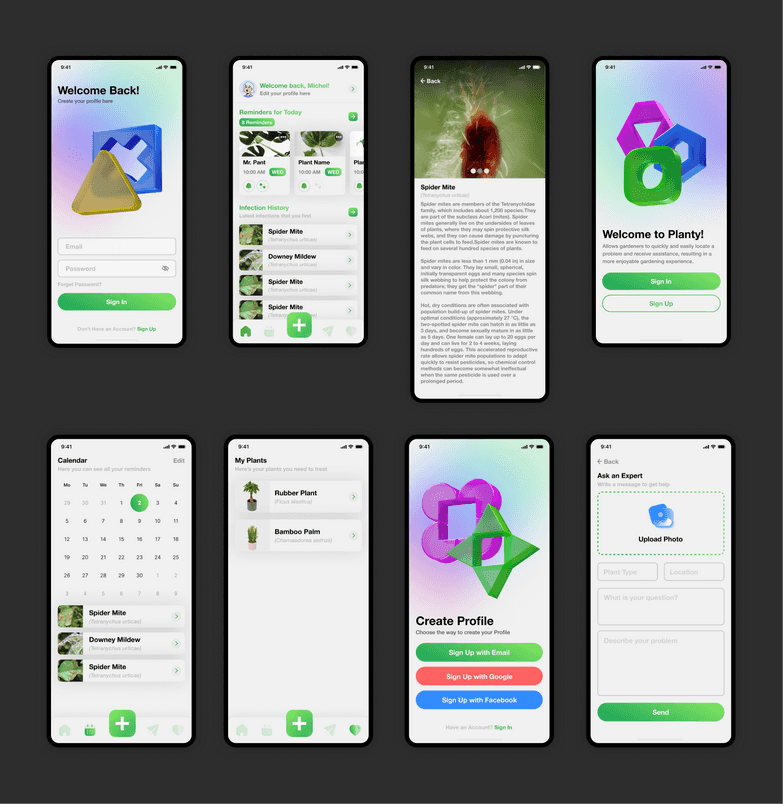 9:41
Welcome Back!
Create your profile here
Email
Password
Forget Password?
Sign In
Don't Have an Account? Sign Up
9:41
Welcome back, Michel!
Edit your profile here
Reminders for Today
6 Reminders
Mr. Pant
10:00 AM WED
Plant Name
10:00 AM WED
Plan
10:00
Infection History
Latest infections that you find
Spider Mite
(Tetranychus urticae)
Downey Mildew
(Tetranychus urticae)
Spider Mite
(Tetranychus urticae)
Spider Mite
(Tetranychus urticae)
9:41
Back
Spider Mite
(Tetranychus urticae)
Spider mites are members of the Tetranychidae
family, which includes about 1,200 species.They
are part of the subclass Acari (mites). Spider
mites generally live on the undersides of leaves
of plants, where they may spin protective silk
webs, and they can cause damage by puncturing
the plant cells to feed.Spider mites are known to
feed on several hundred species of plants.
Spider mites are less than 1 mm (0.04 in) in size
and vary in color. They lay small, spherical,
initially transparent eggs and many species spin
silk webbing to help protect the colony from
predators; they get the "spider" part of their
common name from this webbing.
Hot, dry conditions are often associated with
population build-up of spider mites. Under
optimal conditions (approximately 27 °C), the
two-spotted spider mite can hatch in as little as
3 days, and become sexually mature in as little
as 5 days. One female can lay up to 20 eggs per
day and can live for 2 to 4 weeks, laying
hundreds of eggs. This accelerated reproductive
rate allows spider mite populations to adapt
quickly to resist pesticides, so chemical control
methods can become somewhat ineffectual
when the same pesticide is used over a
prolonged period.
9:41
Welcome to Planty!
Allows gardeners to quickly and easily locate a
problem and receive assistance, resulting in a
more enjoyable gardening experience.
Sign In
Sign Up
9:41
Calendar Edit
Here you can see all your reminders
Mo Tu We Th Fri Sa Su
29 30 31 1 2 3 4
5 6 7 8 9 10 11
12 13 14 15 16 17 18
19 20 21 22 23 24 25
26 27 28 29 30 1 2
3 4 5 6 7 8 9
Spider Mite
(Tetranychus urticae)
Downey Mildew
(Tetranychus urticae)
Spider Mite
(Tetranychus urticae)
9:41
My Plants
Here's your plants you need to treat
Rubber Plant
(Ficus elastica)
Bamboo Palm
9:41
Create Profile
Choose the way to create your Profile
Sign Up with Email
Sign Up with Google
Sign Up with Facebook
Have an Account? Sign In
9:41
Back
Ask an Expert
Write a message to get help
Upload Photo
Plant Type
Location
What is your question?
Describe your problem
Send